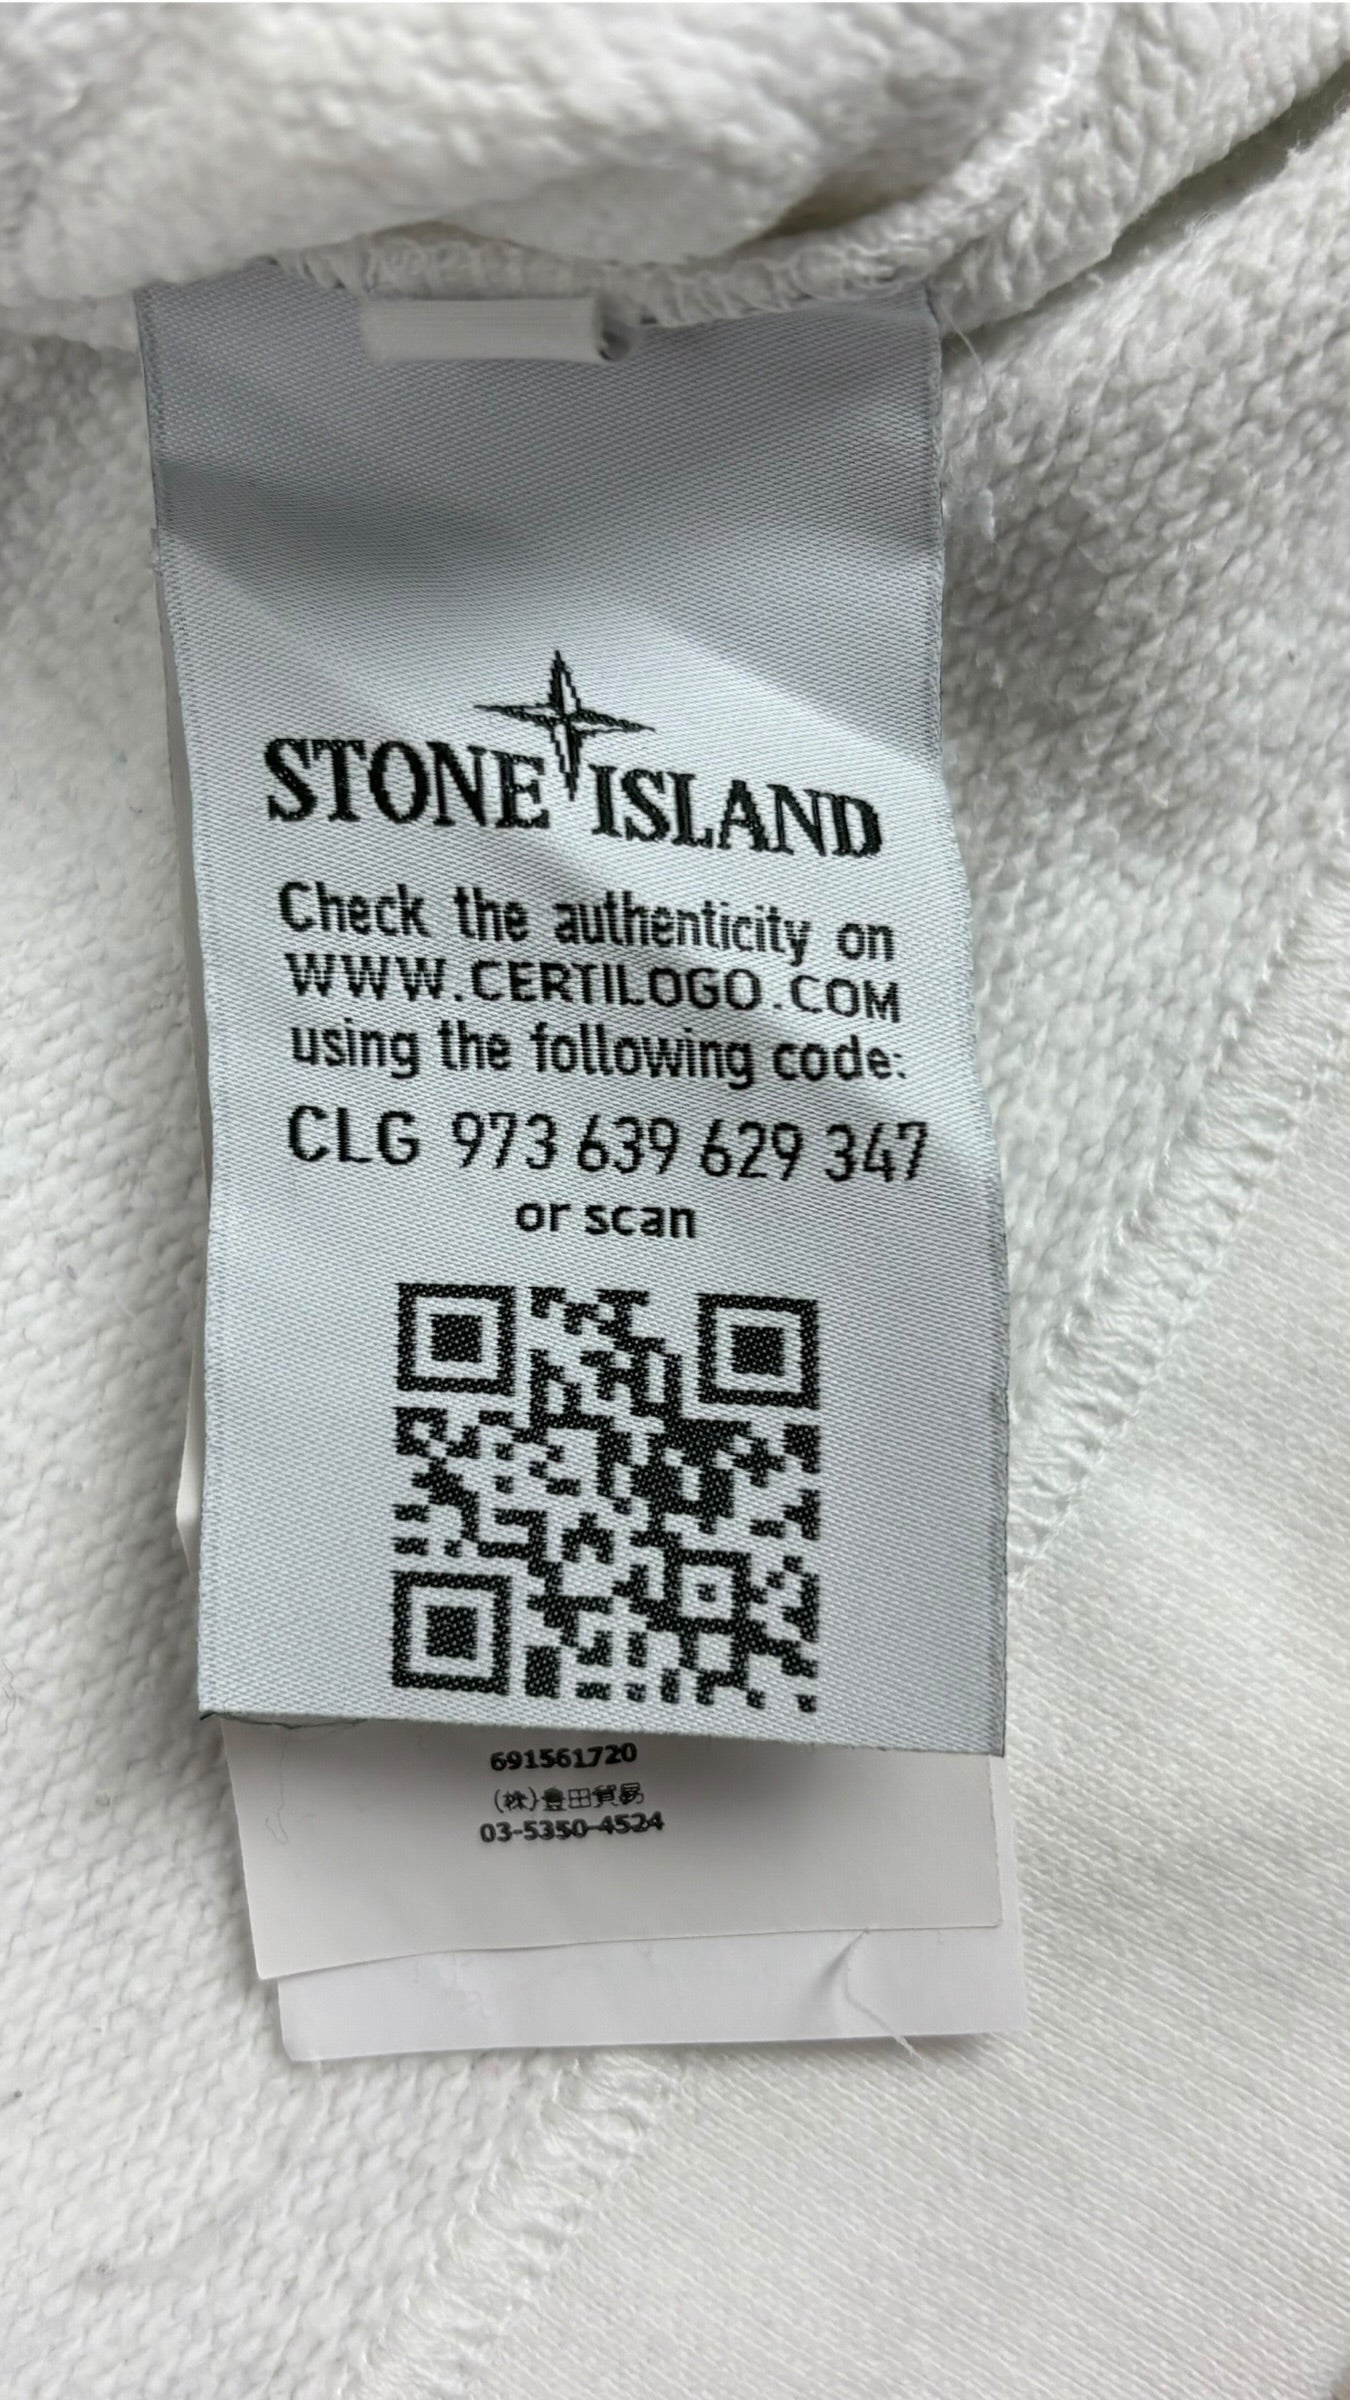 STONE ISLAND
Check the authenticity on
WWW.CERTILOGO.COM
using the following code:
CLG 973 639 629 347
or scan
691561720
(株)豊田貿易
03-5350-4524